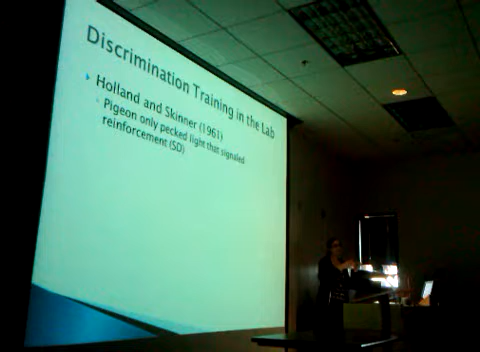 Discrimination Training in the Lab
Holland and Skinner (1961)
Pigeon only pecked light that signaled
reinforcement (SD)